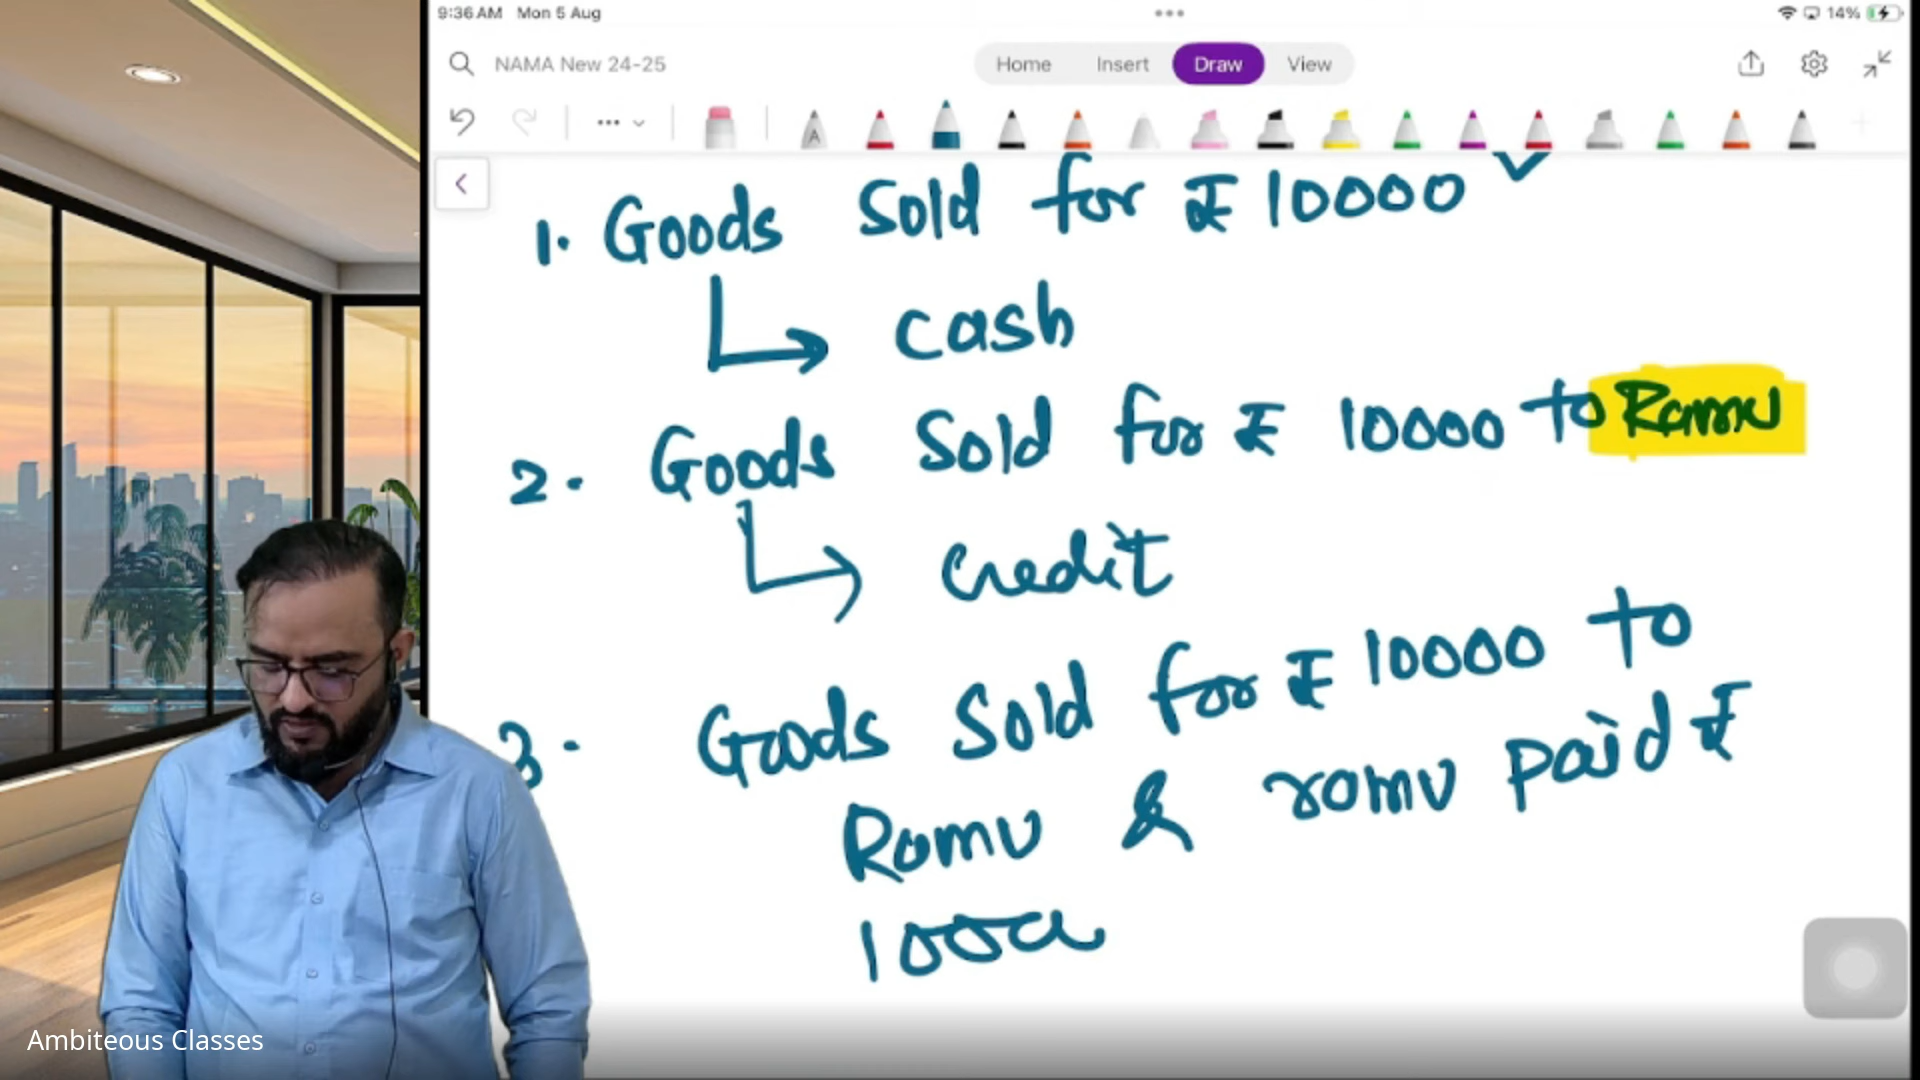 9:36 AM Mon 5 Aug
14%
NAMA New 24-25
Home Insert Draw View
A
1. Goods Sold for ₹ 10000
cash
2. Goods Sold for ₹ 10000 to Ramu
credit
3. Goods Sold for ₹ 10000 to
Ramu & ramu paid ₹
1000
Ambiteous Classes